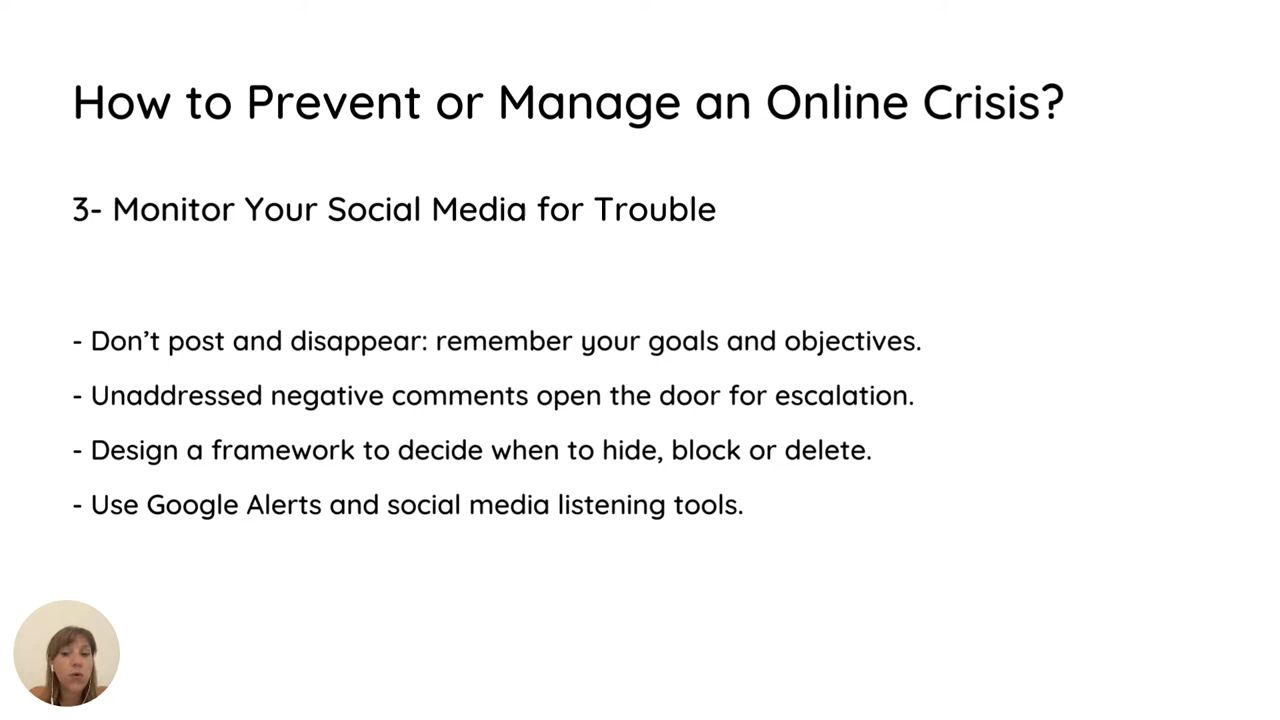 How to Prevent or Manage an Online Crisis?
3- Monitor Your Social Media for Trouble
- Don’t post and disappear: remember your goals and objectives.
- Unaddressed negative comments open the door for escalation.
- Design a framework to decide when to hide, block or delete.
- Use Google Alerts and social media listening tools.